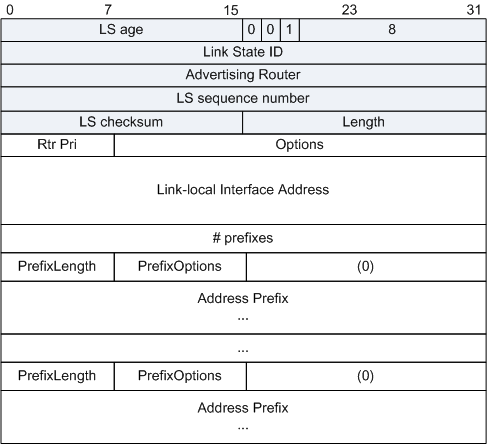 0 7 15 23 31
LS age 0 0 1 8
Link State ID
Advertising Router
LS sequence number
LS checksum Length
Rtr Pri Options
Link-local Interface Address
# prefixes
PrefixLength PrefixOptions (0)
Address Prefix
...
...
PrefixLength PrefixOptions (0)
Address Prefix
...